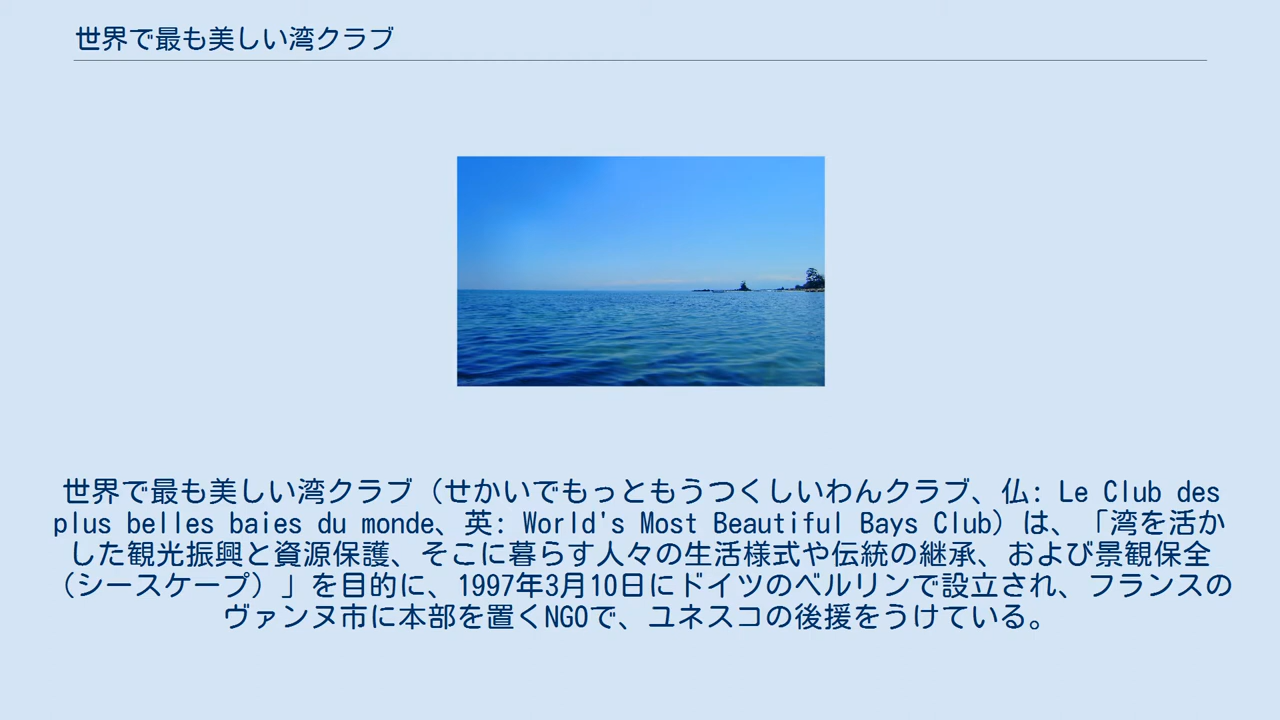 世界で最も美しい湾クラブ
世界で最も美しい湾クラブ（せかいでもっともうつくしいわんクラブ、仏: Le Club des
plus belles baies du monde、英: World's Most Beautiful Bays Club）は、「湾を活か
した観光振興と資源保護、そこに暮らす人々の生活様式や伝統の継承、および景観保全
（シースケープ）」を目的に、1997年3月10日にドイツのベルリンで設立され、フランスの
ヴァンヌ市に本部を置くNGOで、ユネスコの後援をうけている。